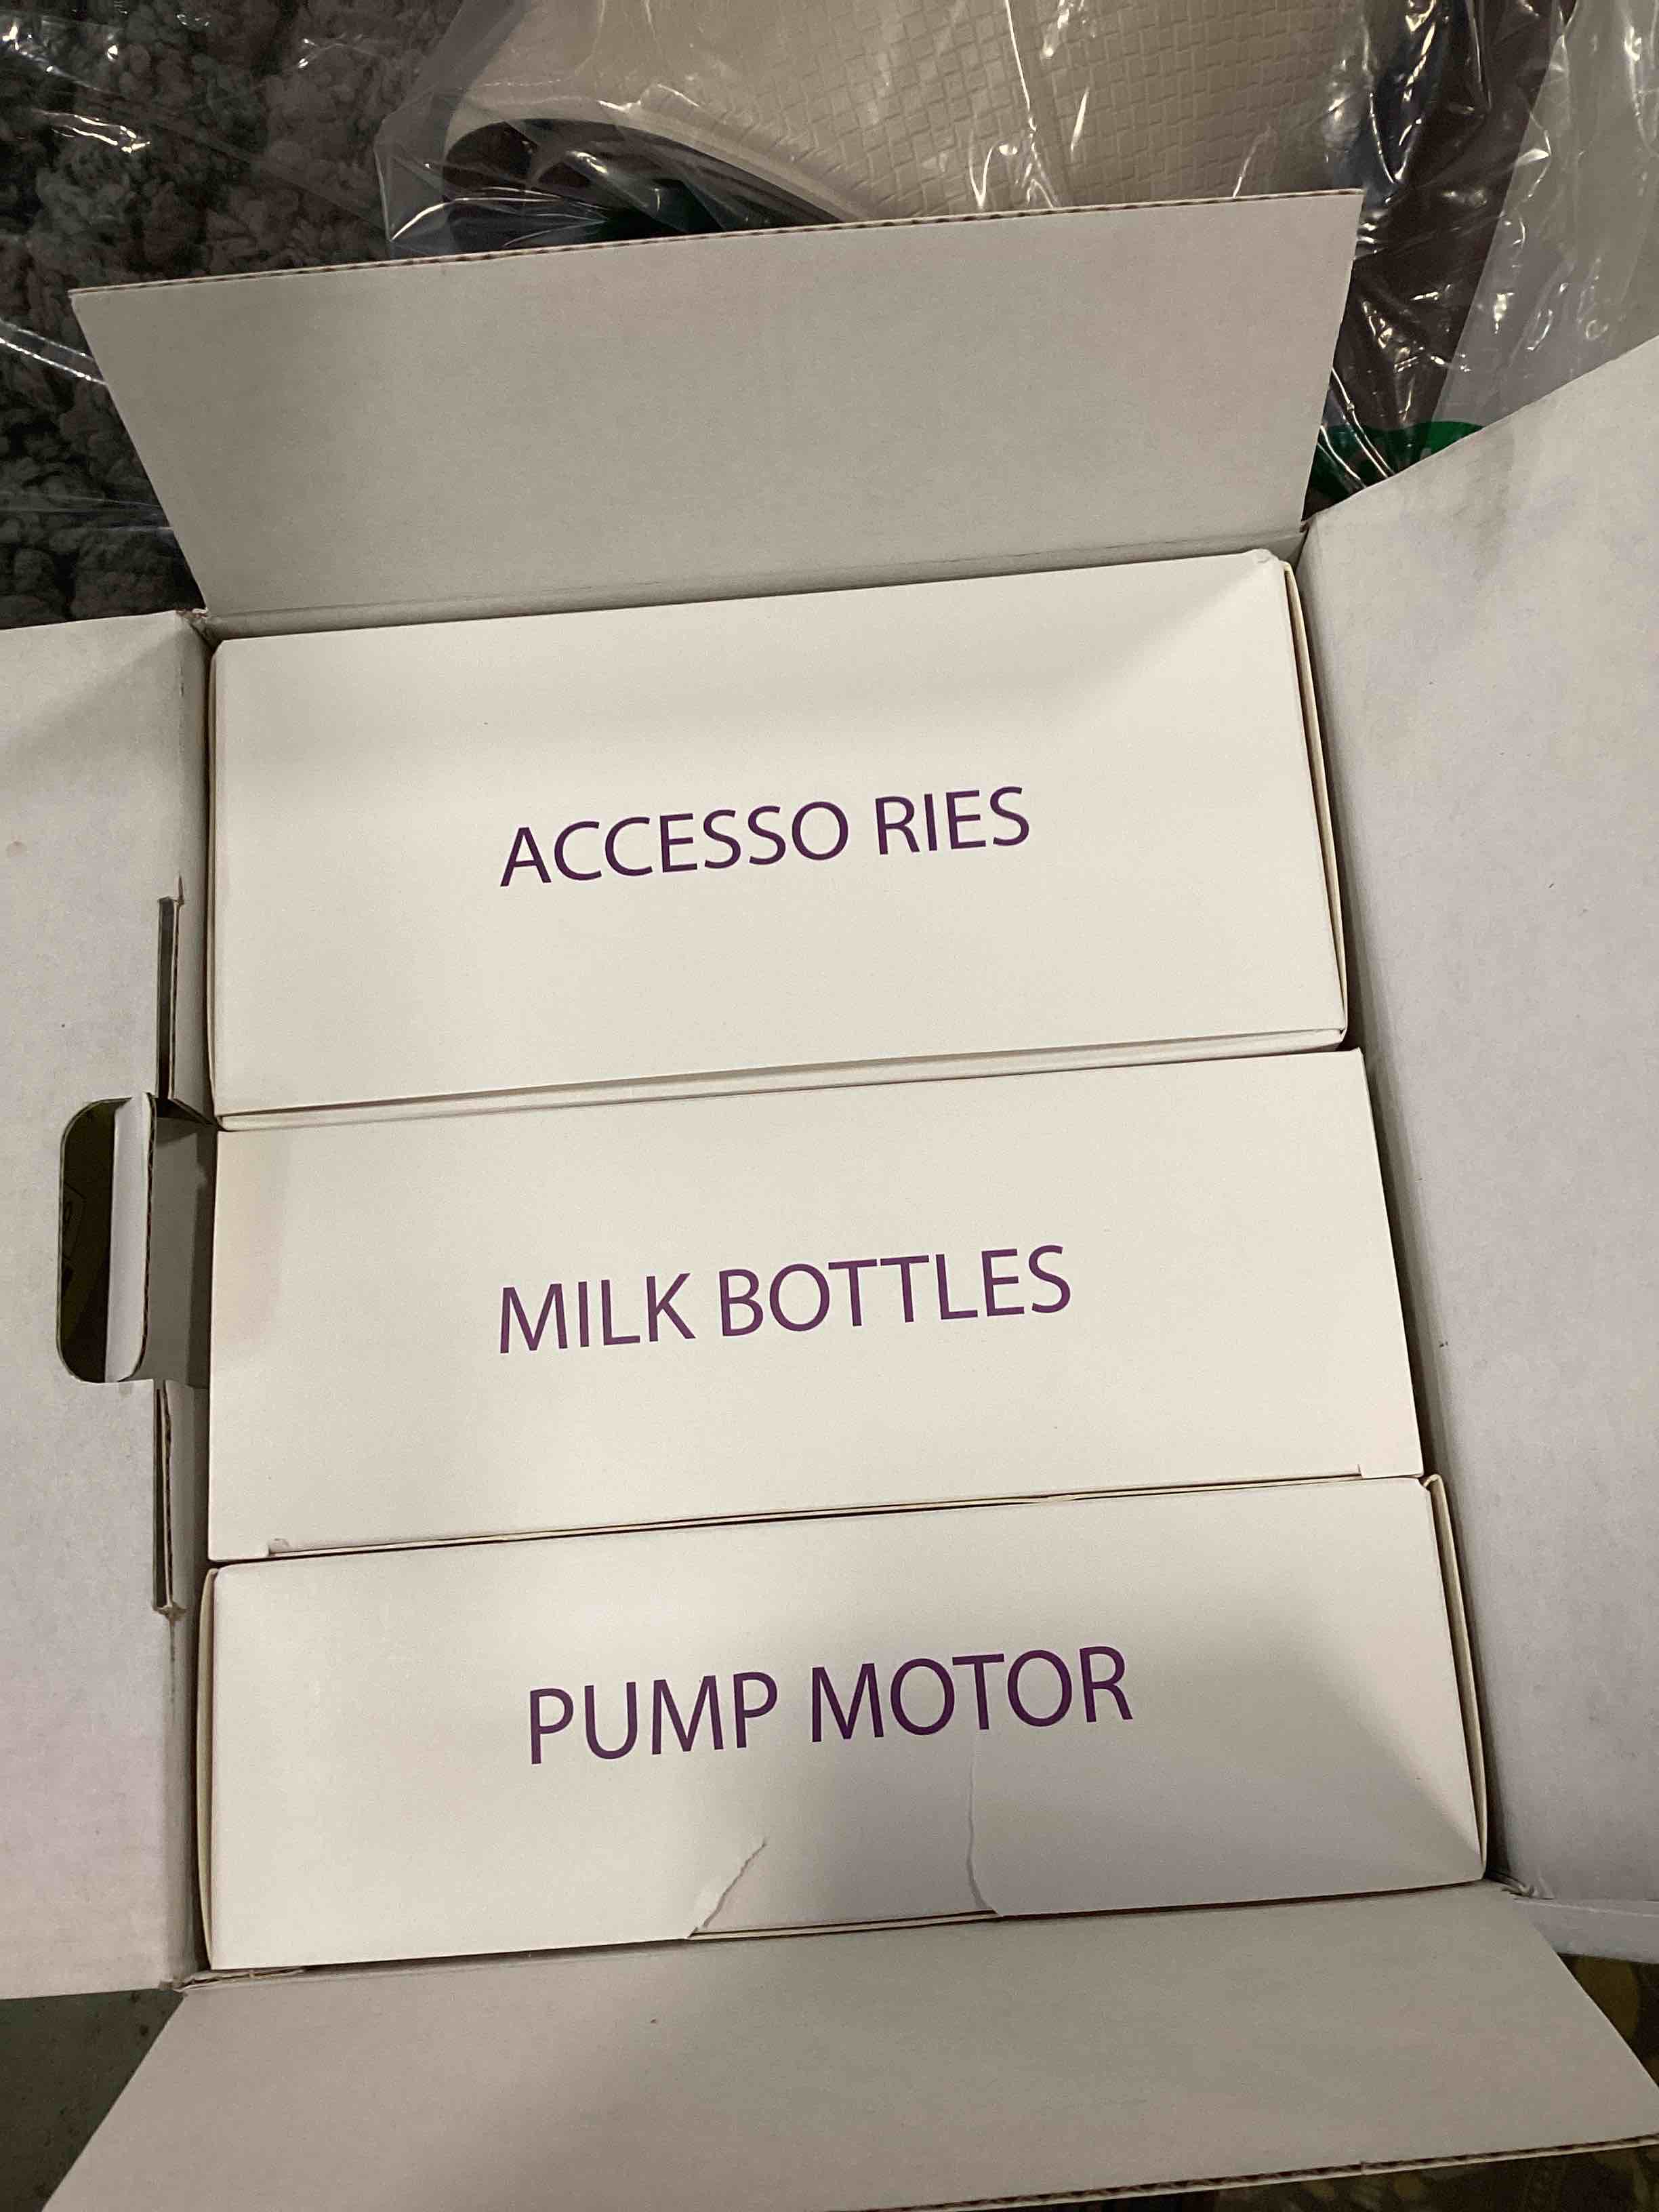 ACCESSO RIES
MILK BOTTLES
PUMP MOTOR